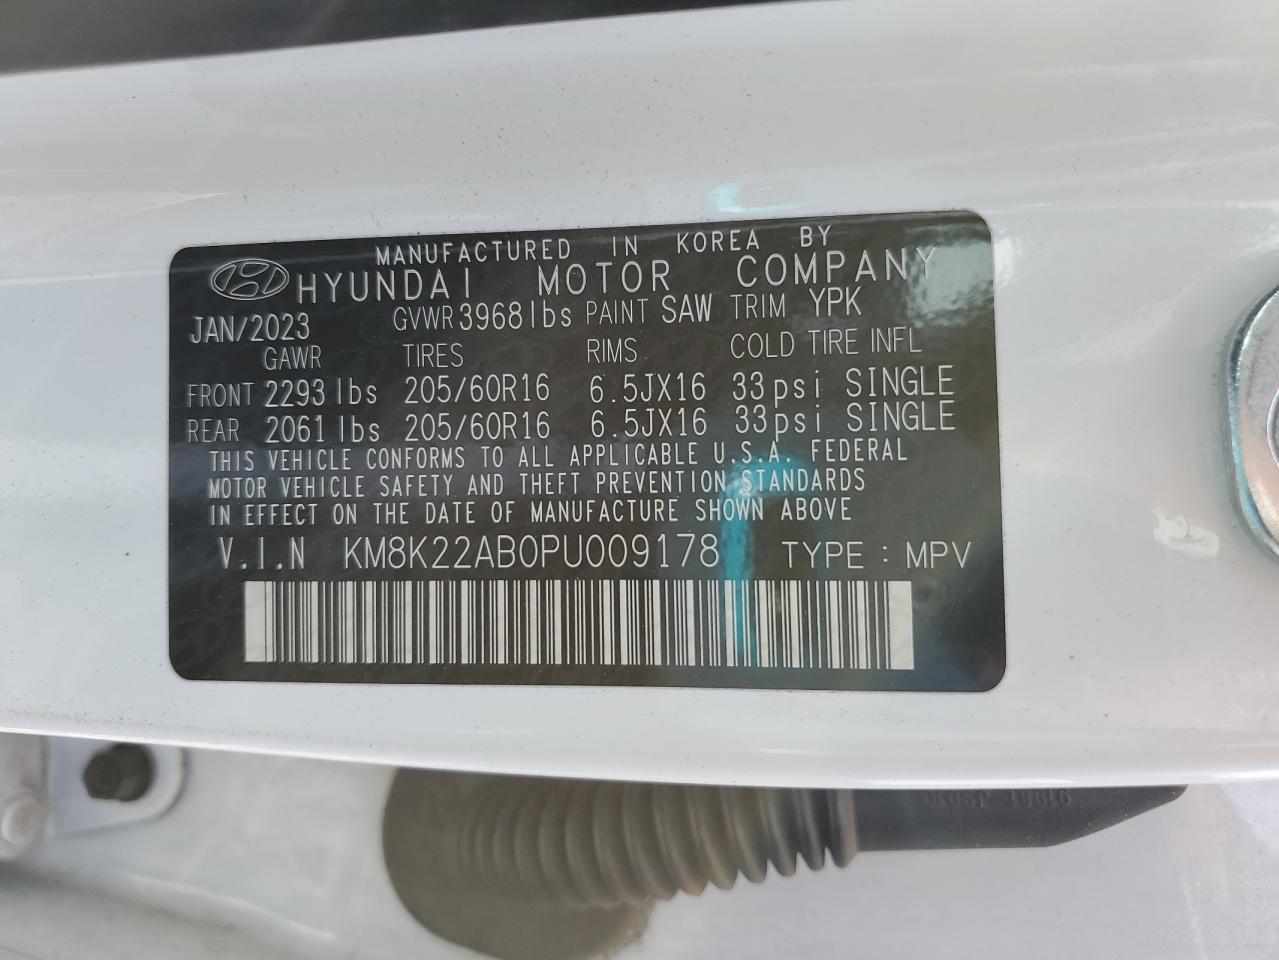 MANUFACTURED IN KOREA BY
HYUNDAI MOTOR COMPANY
JAN/2023 GVWR 3968lbs PAINT SAW TRIM YPK
GAWR TIRES RIMS COLD TIRE INFL
FRONT 2293 lbs 205/60R16 6.5JX16 33psi SINGLE
REAR 2061 lbs 205/60R16 6.5JX16 33psi SINGLE
THIS VEHICLE CONFORMS TO ALL APPLICABLE U.S.A. FEDERAL
MOTOR VEHICLE SAFETY AND THEFT PREVENTION STANDARDS
IN EFFECT ON THE DATE OF MANUFACTURE SHOWN ABOVE
V.I.N KM8K22AB0PU009178 TYPE : MPV